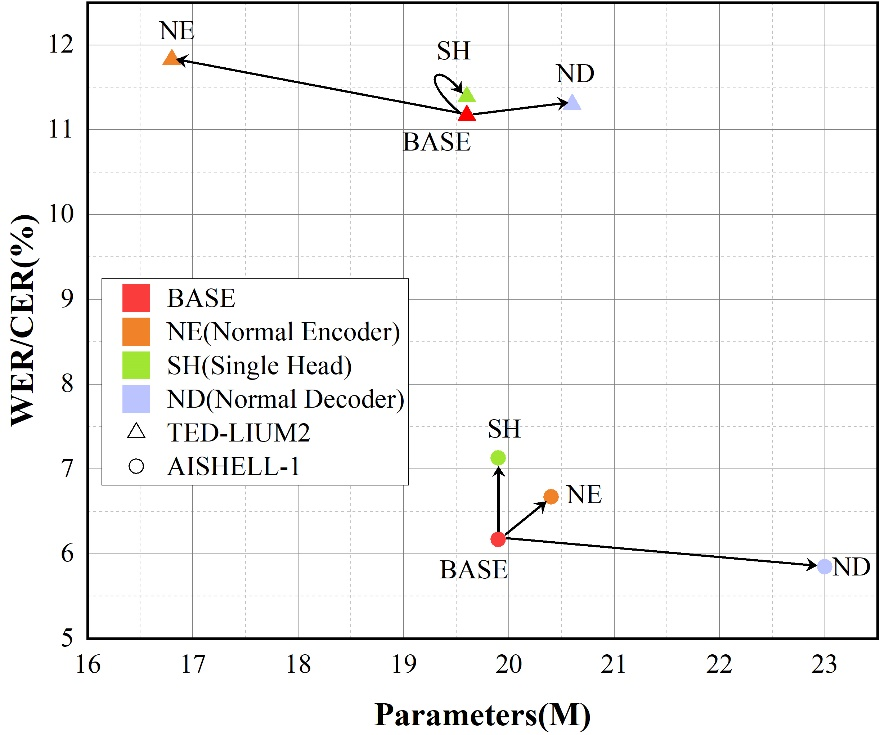 NE
SH
ND
BASE
12
11
10
9
8
7
6
5
WER/CER(%)
BASE
NE(Normal Encoder)
SH(Single Head)
ND(Normal Decoder)
TED-LIUM2
AISHELL-1
SH
NE
BASE
ND
16 17 18 19 20 21 22 23
Parameters(M)